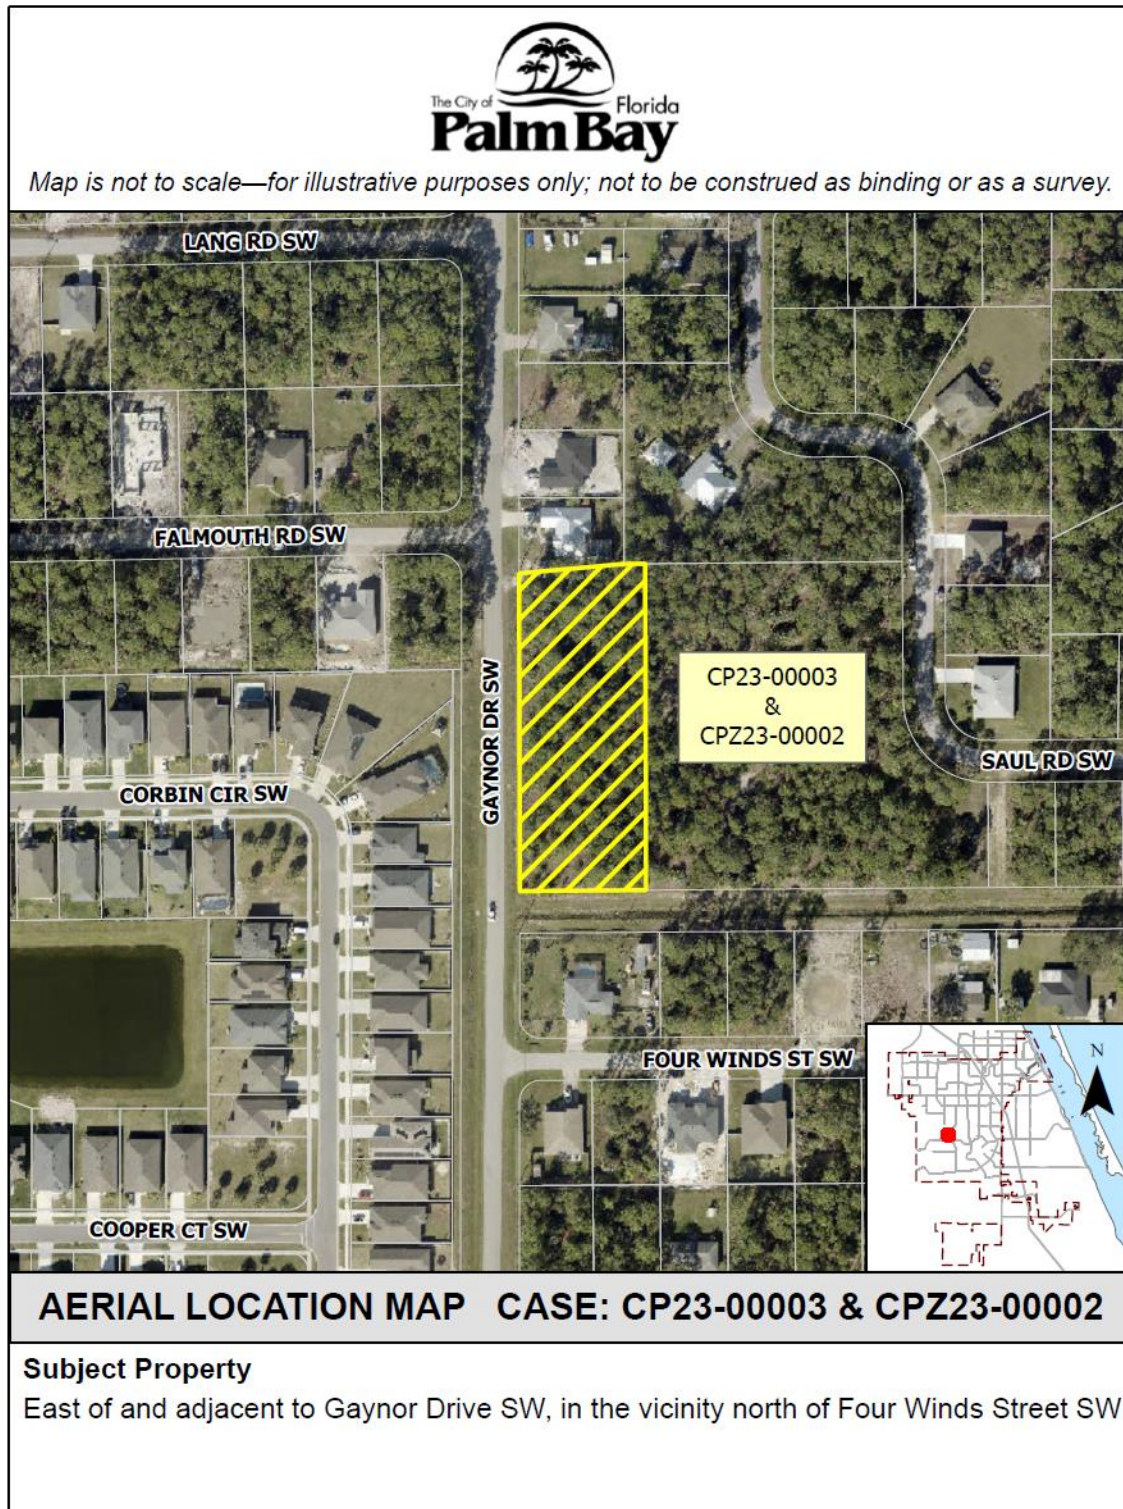 The City of Florida
Palm Bay
Map is not to scale—for illustrative purposes only; not to be construed as binding or as a survey.
LANG RD SW
FALMOUTH RD SW
GAYNOR DR SW
CP23-00003
&
CPZ23-00002
SAUL RD SW
CORBIN CIR SW
FOUR WINDS ST SW
N
COOPER CT SW
AERIAL LOCATION MAP CASE: CP23-00003 & CPZ23-00002
Subject Property
East of and adjacent to Gaynor Drive SW, in the vicinity north of Four Winds Street SW